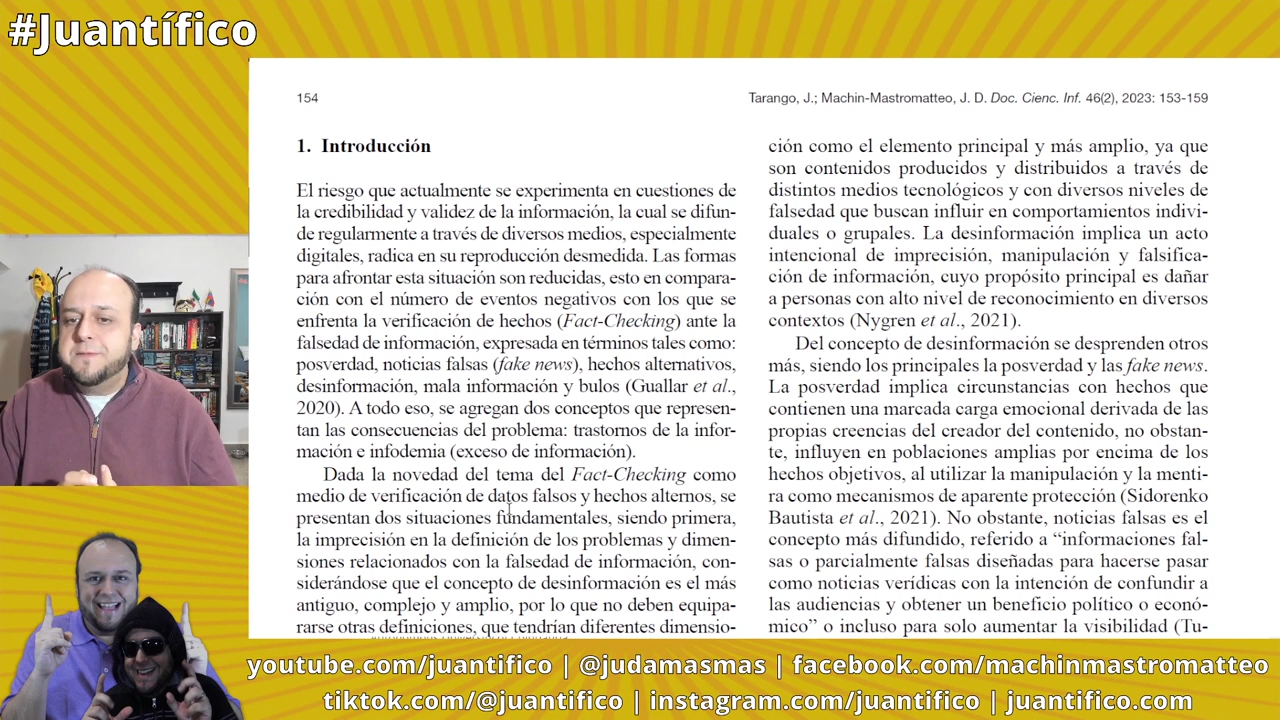 #Juantífico
154
Tarango, J.; Machin-Mastromatteo, J. D. Doc. Cienc. Inf. 46(2), 2023: 153-159
1. Introducción
El riesgo que actualmente se experimenta en cuestiones de
la credibilidad y validez de la información, la cual se difun-
de regularmente a través de diversos medios, especialmente
digitales, radica en su reproducción desmedida. Las formas
para afrontar esta situación son reducidas, esto en compara-
ción con el número de eventos negativos con los que se
enfrenta la verificación de hechos (Fact-Checking) ante la
falsedad de información, expresada en términos tales como:
posverdad, noticias falsas (fake news), hechos alternativos,
desinformación, mala información y bulos (Guallar et al.,
2020). A todo eso, se agregan dos conceptos que represen-
tan las consecuencias del problema: trastornos de la infor-
mación e infodemia (exceso de información).
Dada la novedad del tema del Fact-Checking como
medio de verificación de datos falsos y hechos alternos, se
presentan dos situaciones fundamentales, siendo primera,
la imprecisión en la definición de los problemas y dimen-
siones relacionados con la falsedad de información, con-
siderándose que el concepto de desinformación es el más
antiguo, complejo y amplio, por lo que no deben equipa-
rarse otras definiciones, que tendrían diferentes dimensio-
ción como el elemento principal y más amplio, ya que
son contenidos producidos y distribuidos a través de
distintos medios tecnológicos y con diversos niveles de
falsedad que buscan influir en comportamientos indivi-
duales o grupales. La desinformación implica un acto
intencional de imprecisión, manipulación y falsifica-
ción de información, cuyo propósito principal es dañar
a personas con alto nivel de reconocimiento en diversos
contextos (Nygren et al., 2021).
Del concepto de desinformación se desprenden otros
más, siendo los principales la posverdad y las fake news.
La posverdad implica circunstancias con hechos que
contienen una marcada carga emocional derivada de las
propias creencias del creador del contenido, no obstan-
te, influyen en poblaciones amplias por encima de los
hechos objetivos, al utilizar la manipulación y la menti-
ra como mecanismos de aparente protección (Sidorenko
Bautista et al., 2021). No obstante, noticias falsas es el
concepto más difundido, referido a “informaciones fal-
sas o parcialmente falsas diseñadas para hacerse pasar
como noticias verídicas con la intención de confundir a
las audiencias y obtener un beneficio político o econó-
mico” o incluso para solo aumentar la visibilidad (Tu-
youtube.com/juantifico | @judamasmas | facebook.com/machinmastromatteo
tiktok.com/@juantifico | instagram.com/juantifico | juantifico.com